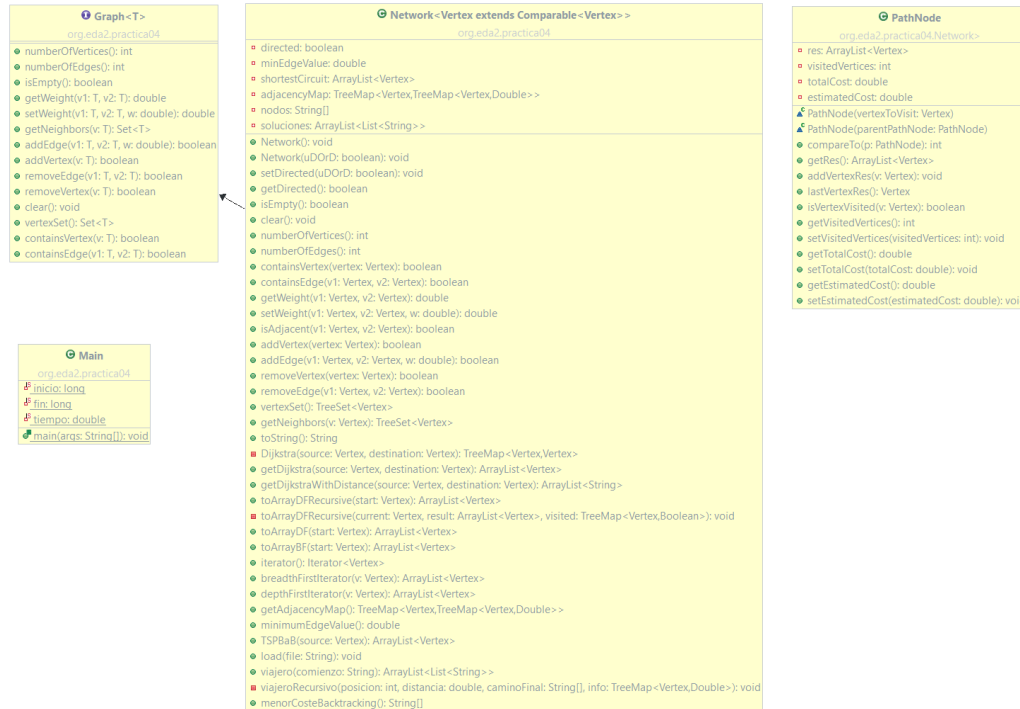 Graph<T>
org.eda2.practica04
numberOfVertices(): int
numberOfEdges(): int
isEmpty(): boolean
getWeight(v1: T, v2: T): double
setWeight(v1: T, v2: T, w: double): double
getNeighbors(v: T): Set<T>
addEdge(v1: T, v2: T, w: double): boolean
addVertex(v: T): boolean
removeEdge(v1: T, v2: T): boolean
removeVertex(v: T): boolean
clear(): void
vertexSet(): Set<T>
containsVertex(v: T): boolean
containsEdge(v1: T, v2: T): boolean
Main
org.eda2.practica04
inicio: long
fin: long
tiempo: double
main(args: String[]): void
Network<Vertex extends Comparable<Vertex>>
org.eda2.practica04
directed: boolean
minEdgeValue: double
shortestCircuit: ArrayList<Vertex>
adjacencyMap: TreeMap<Vertex,TreeMap<Vertex,Double>>
nodos: String[]
soluciones: ArrayList<List<String>>
Network(): void
Network(uDOrD: boolean): void
setDirected(uDOrD: boolean): void
getDirected(): boolean
isEmpty(): boolean
clear(): void
numberOfVertices(): int
numberOfEdges(): int
containsVertex(vertex: Vertex): boolean
containsEdge(v1: Vertex, v2: Vertex): boolean
getWeight(v1: Vertex, v2: Vertex): double
setWeight(v1: Vertex, v2: Vertex, w: double): double
isAdjacent(v1: Vertex, v2: Vertex): boolean
addVertex(vertex: Vertex): boolean
addEdge(v1: Vertex, v2: Vertex, w: double): boolean
removeVertex(vertex: Vertex): boolean
removeEdge(v1: Vertex, v2: Vertex): boolean
vertexSet(): TreeSet<Vertex>
getNeighbors(v: Vertex): TreeSet<Vertex>
toString(): String
Dijkstra(source: Vertex, destination: Vertex): TreeMap<Vertex,Vertex>
getDijkstra(source: Vertex, destination: Vertex): ArrayList<Vertex>
getDijkstraWithDistance(source: Vertex, destination: Vertex): ArrayList<String>
toArrayDFRecursive(start: Vertex): ArrayList<Vertex>
toArrayDFRecursive(current: Vertex, result: ArrayList<Vertex>, visited: TreeMap<Vertex,Boolean>): void
toArrayDF(start: Vertex): ArrayList<Vertex>
toArrayBF(start: Vertex): ArrayList<Vertex>
iterator(): Iterator<Vertex>
breadthFirstIterator(v: Vertex): ArrayList<Vertex>
depthFirstIterator(v: Vertex): ArrayList<Vertex>
getAdjacencyMap(): TreeMap<Vertex,TreeMap<Vertex,Double>>
minimumEdgeValue(): double
TSPBaB(source: Vertex): ArrayList<Vertex>
load(file: String): void
viajero(comienzo: String): ArrayList<List<String>>
viajeroRecursivo(posicion: int, distancia: double, caminoFinal: String[], info: TreeMap<Vertex,Double>): void
menorCosteBacktracking(): String[]
PathNode
org.eda2.practica04.Network>
res: ArrayList<Vertex>
visitedVertices: int
totalCost: double
estimatedCost: double
PathNode(vertexToVisit: Vertex)
PathNode(parentPathNode: PathNode)
compareTo(p: PathNode): int
getRes(): ArrayList<Vertex>
addVertexRes(v: Vertex): void
lastVertexRes(): Vertex
isVertexVisited(v: Vertex): boolean
getVisitedVertices(): int
setVisitedVertices(visitedVertices: int): void
getTotalCost(): double
setTotalCost(totalCost: double): void
getEstimatedCost(): double
setEstimatedCost(estimatedCost: double): voi